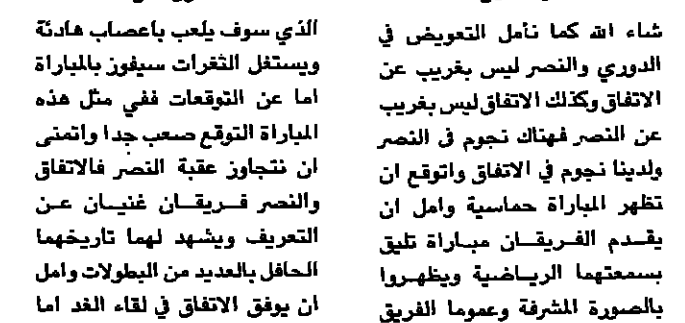 شاء الله كما نأمل التعويض في
الدوري والنصر ليس بغريب عن
الاتفاق وكذلك الاتفاق ليس بغريب
عن النصر فهناك نجوم في النصر
ولدينا نجوم في الاتفاق واتوقع ان
تظهر المباراة حماسية وامل ان
يقدم الفريقان مباراة تليق
بسمعتهما الرياضية ويظهروا
بالصورة المشرفة وعموما الفريق
الذي سوف يلعب باعصاب هادئة
ويستغل الثغرات سيفوز بالمباراة
اما عن التوقعات ففي مثل هذه
المباراة التوقع صعب جدا واتمنى
ان نتجاوز عقبة النصر فالاتفاق
والنصر فريقان غنيان عن
التعريف ويشهد لهما تاريخهما
الحافل بالعديد من البطولات وامل
ان يوفق الاتفاق في لقاء الغد اما